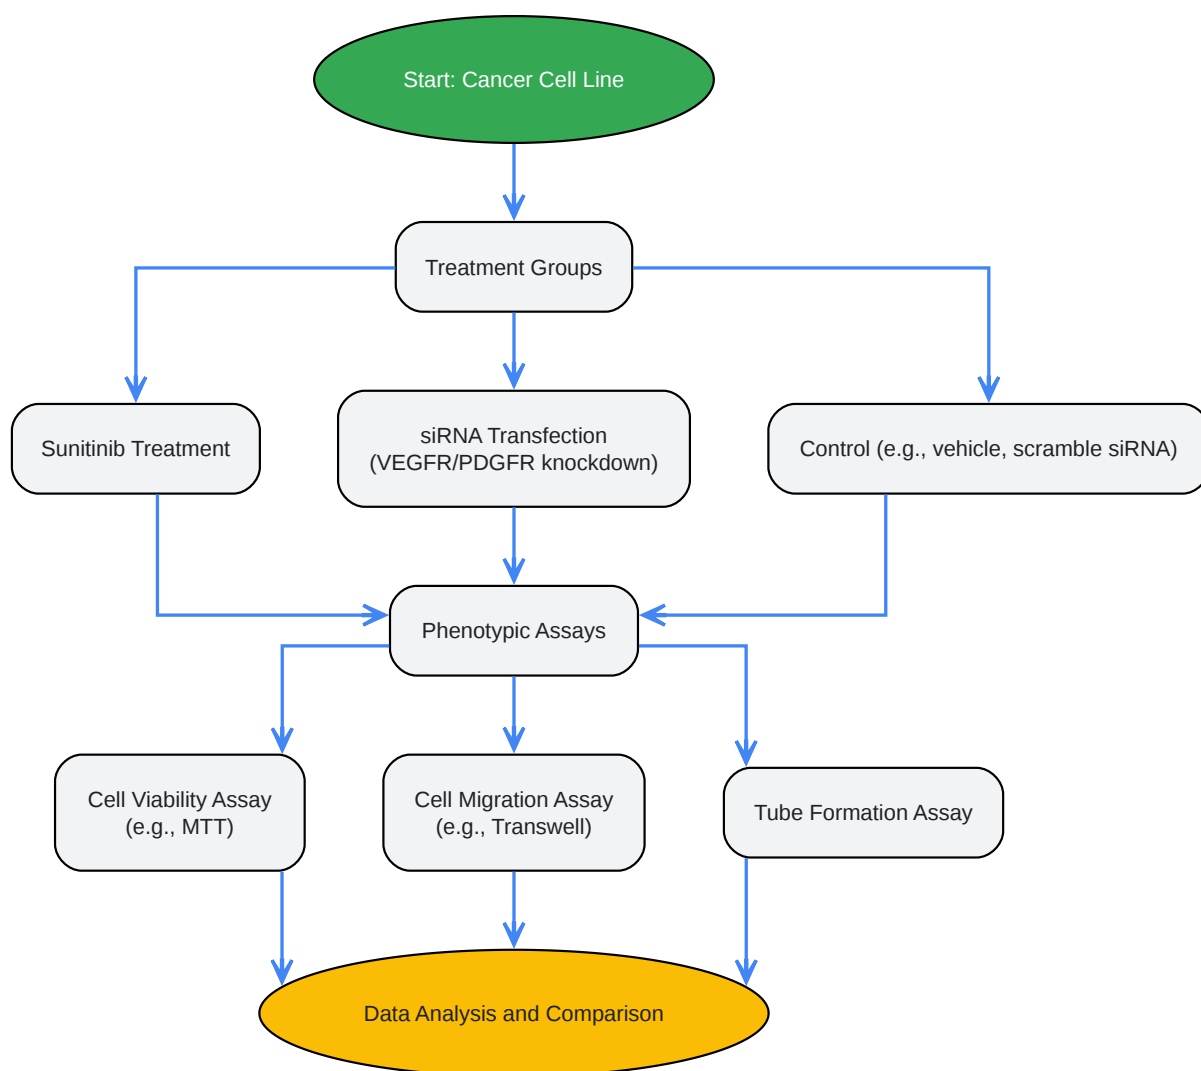 Start: Cancer Cell Line
Treatment Groups
Sunitinib Treatment
siRNA Transfection
(VEGFR/PDGFR knockdown)
Control (e.g., vehicle, scramble siRNA)
Phenotypic Assays
Cell Viability Assay
(e.g., MTT)
Cell Migration Assay
(e.g., Transwell)
Tube Formation Assay
Data Analysis and Comparison